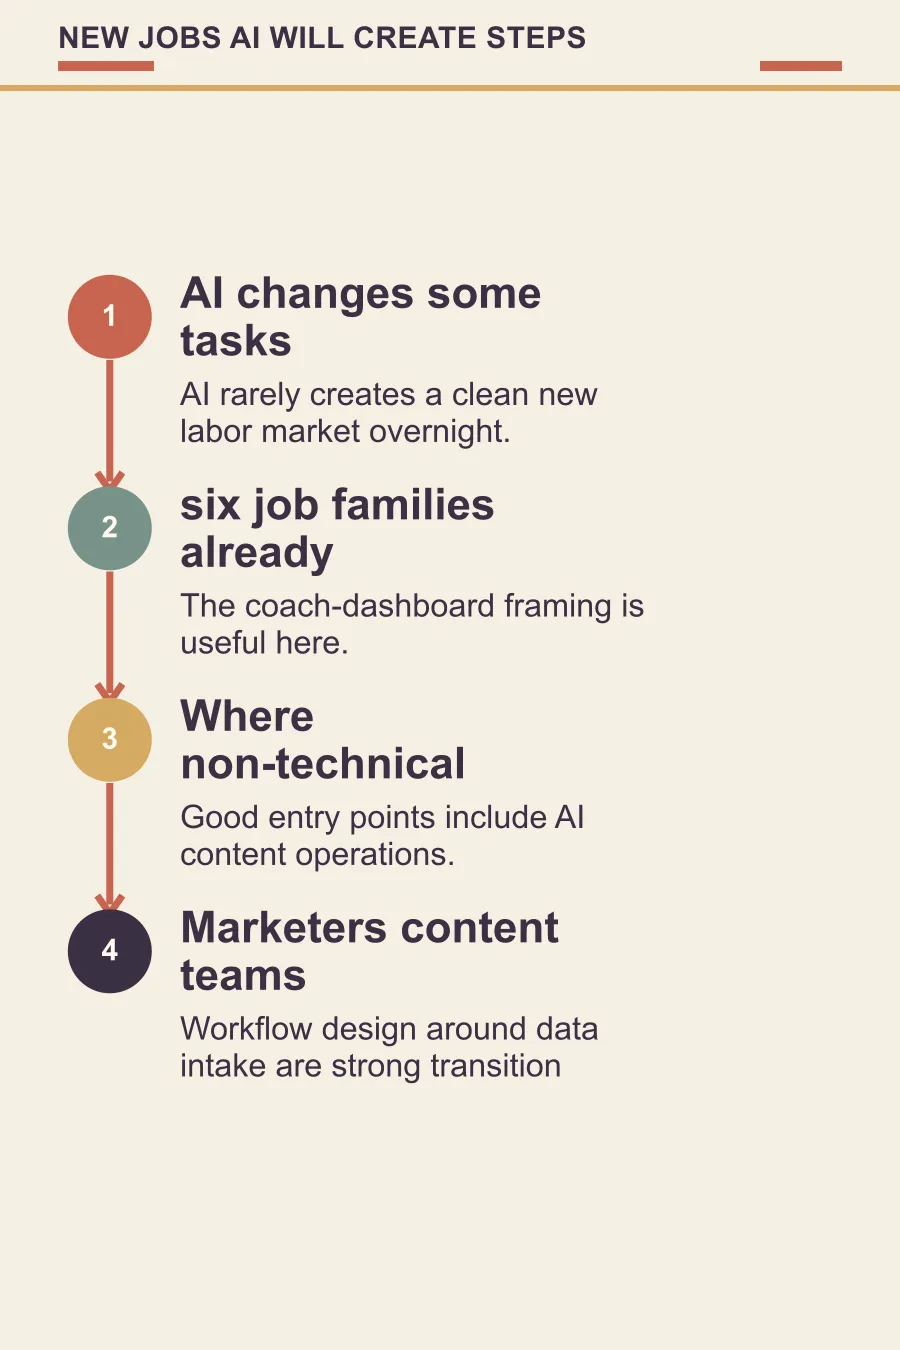 NEW JOBS AI WILL CREATE STEPS
1
AI changes some
tasks
AI rarely creates a clean new
labor market overnight.
2
six job families
already
The coach-dashboard framing is
useful here.
3
Where
non-technical
Good entry points include AI
content operations.
4
Marketers content
teams
Workflow design around data
intake are strong transition